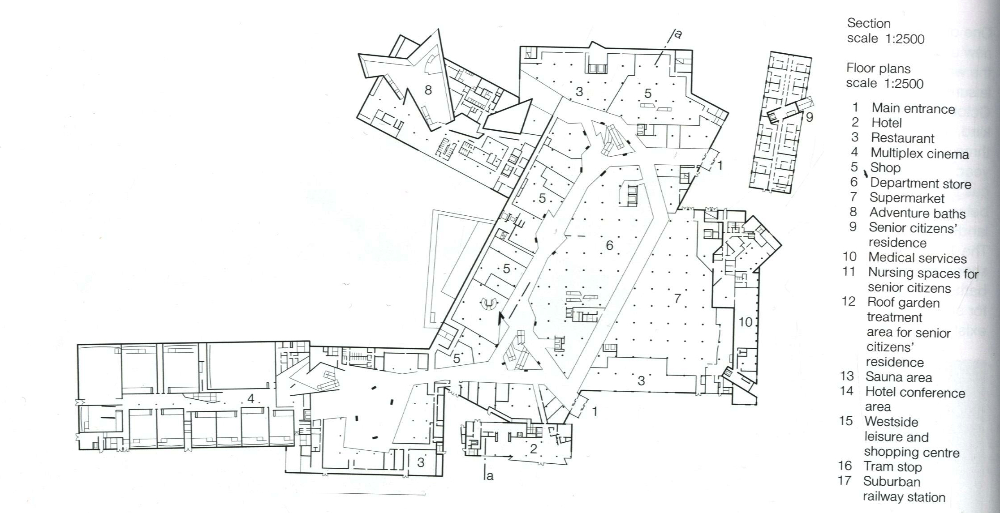 a
8
3
5
9
1
5
6
5
7
10
5
3
4
1
2
3
a
Section
scale 1:2500
Floor plans
scale 1:2500
1 Main entrance
2 Hotel
3 Restaurant
4 Multiplex cinema
5 Shop
6 Department store
7 Supermarket
8 Adventure baths
9 Senior citizens'
residence
10 Medical services
11 Nursing spaces for
senior citizens
12 Roof garden
treatment
area for senior
citizens'
residence
13 Sauna area
14 Hotel conference
area
15 Westside
leisure and
shopping centre
16 Tram stop
17 Suburban
railway station